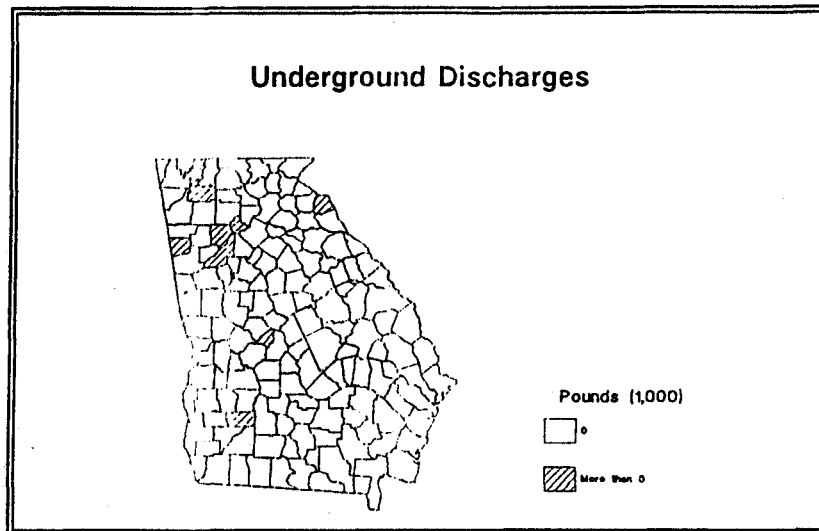 Underground Discharges
Pounds (1,000)
0
More than 0